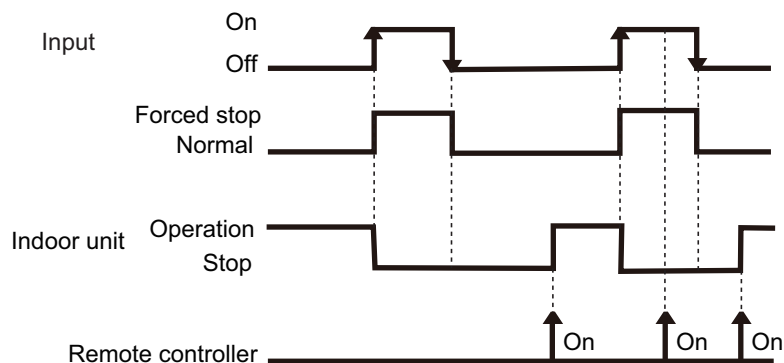 On
Input
Off
Forced stop
Normal
Operation
Indoor unit
Stop
On On On
Remote controller